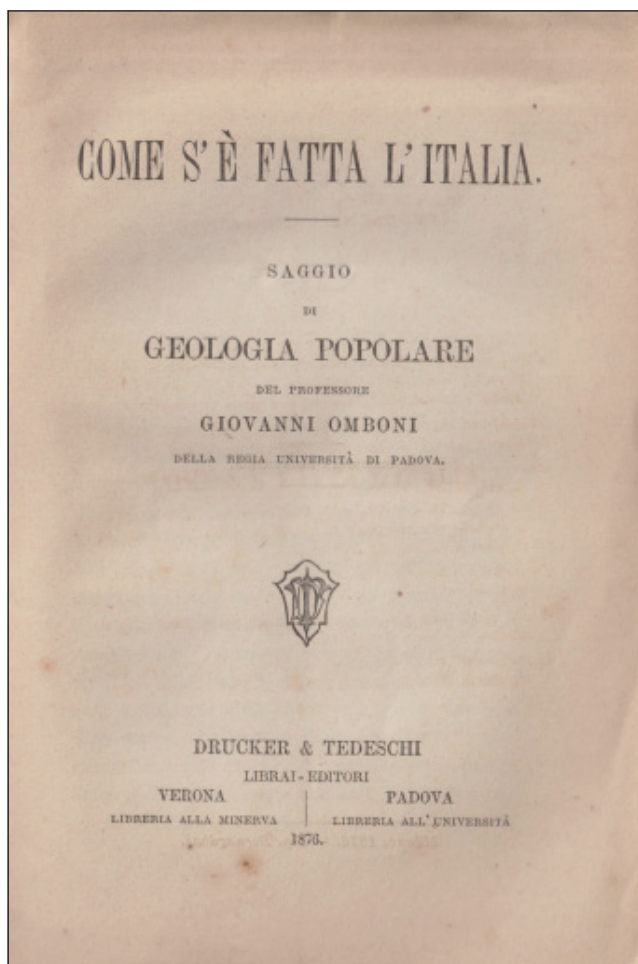 COME S'È FATTA L'ITALIA.
SAGGIO
DI
GEOLOGIA POPOLARE
DEL PROFESSORE
GIOVANNI OMBONI
DELLA REGIA UNIVERSITÀ DI PADOVA.
DRUCKER & TEDESCHI
LIBRAI-EDITORI
VERONA PADOVA
LIBRERIA ALLA MINERVA LIBRERIA ALL'UNIVERSITÀ
1876.